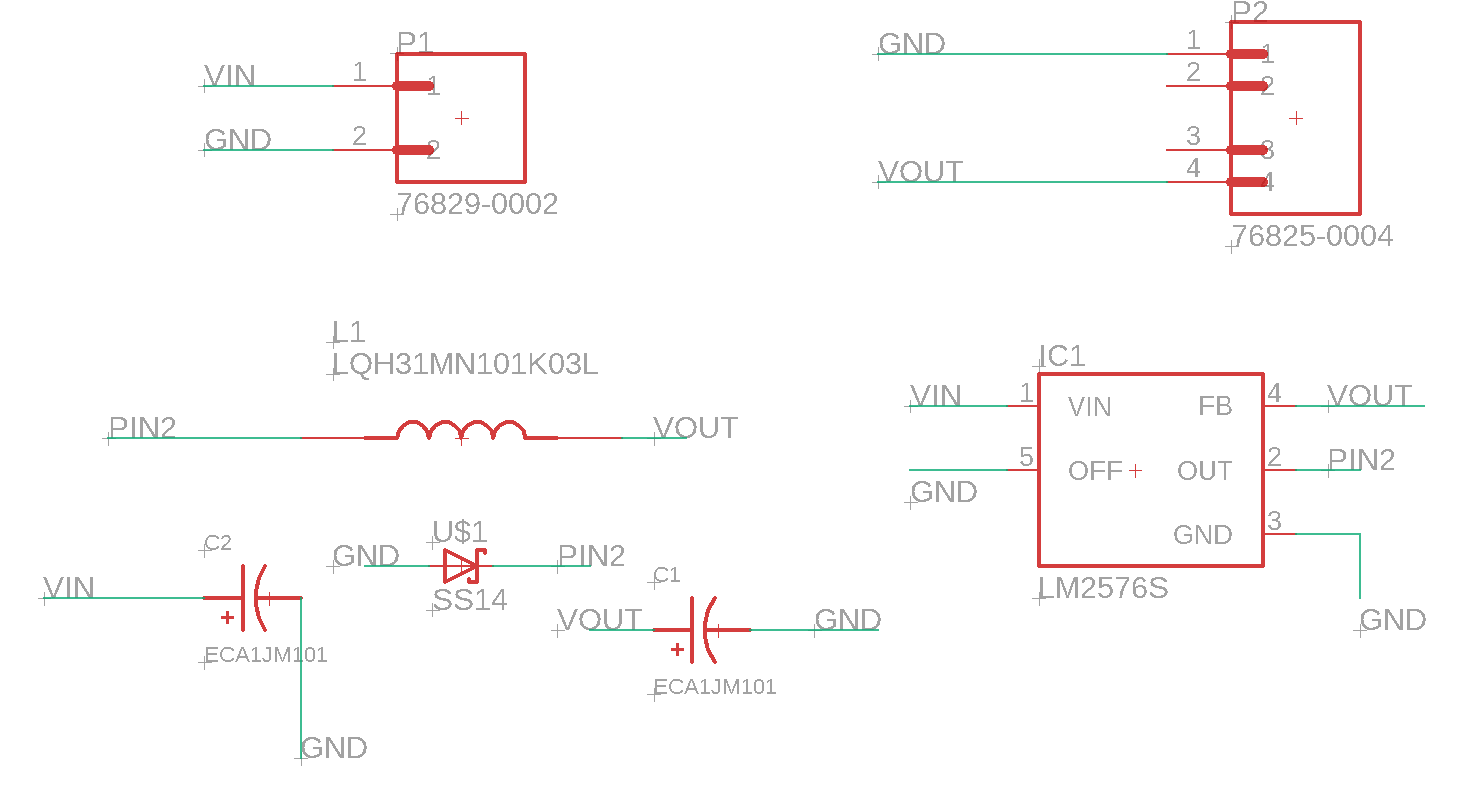 P1
VIN
1
1
GND
2
2
76829-0002
P2
GND
1
1
2
2
3
3
VOUT
4
4
76825-0004
L1
LQH31MN101K03L
PIN2
VOUT
IC1
VIN
1
VIN
FB
4
VOUT
GND
5
OFF
OUT
2
PIN2
GND
3
GND
LM2576S
C2
VIN
ECA1JM101
GND
U$1
GND
PIN2
SS14
C1
VOUT
GND
ECA1JM101